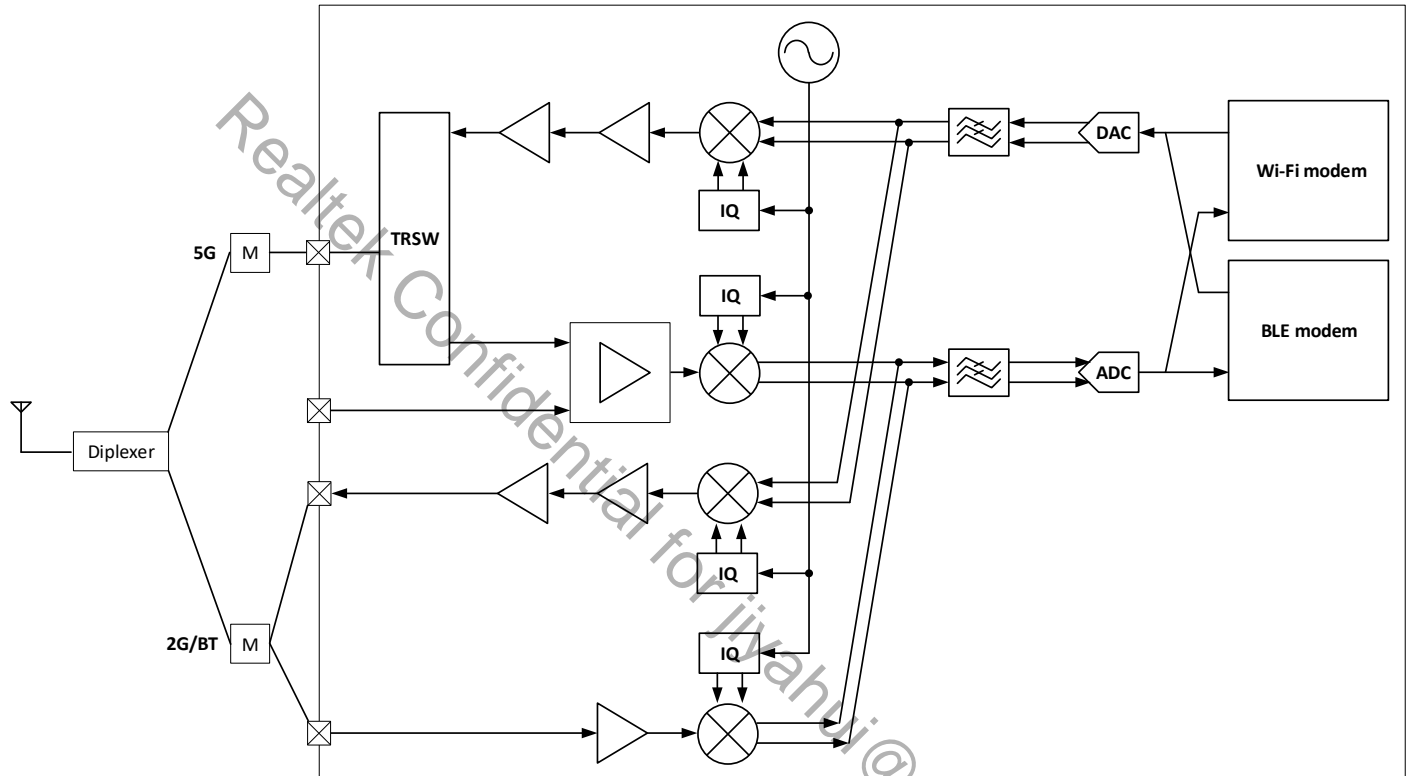 DAC
Wi-Fi modem
IQ
TRSW
5G
M
IQ
BLE modem
ADC
Diplexer
IQ
2G/BT
M
IQ
Realtek Confidential for jiyahui@